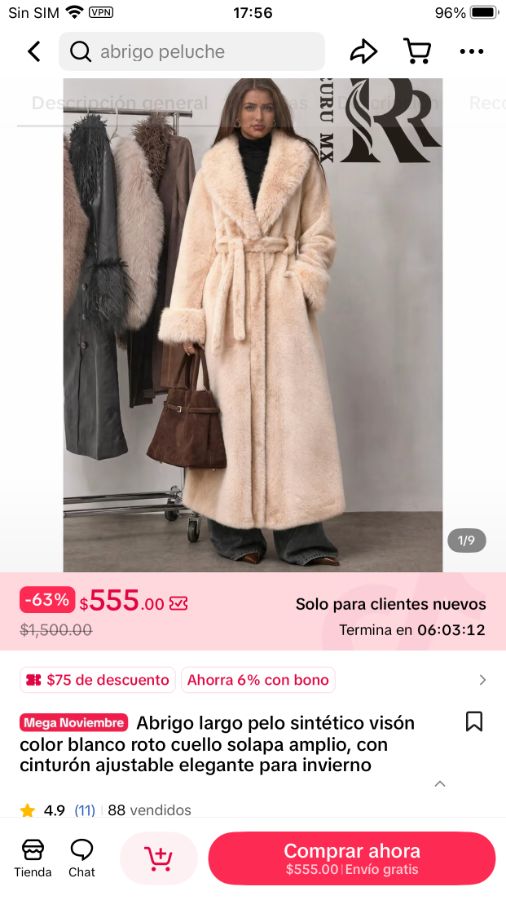 Sin SIM VPN 17:56 96%
abrigo peluche
Descripción general
CURU MX
RR
1/9
-63% $555.00 Solo para clientes nuevos
$1,500.00 Termina en 06:03:12
$75 de descuento Ahorra 6% con bono
Mega Noviembre Abrigo largo pelo sintético visón
color blanco roto cuello solapa amplio, con
cinturón ajustable elegante para invierno
4.9 (11) 88 vendidos
Tienda Chat Comprar ahora
$555.00 Envío gratis